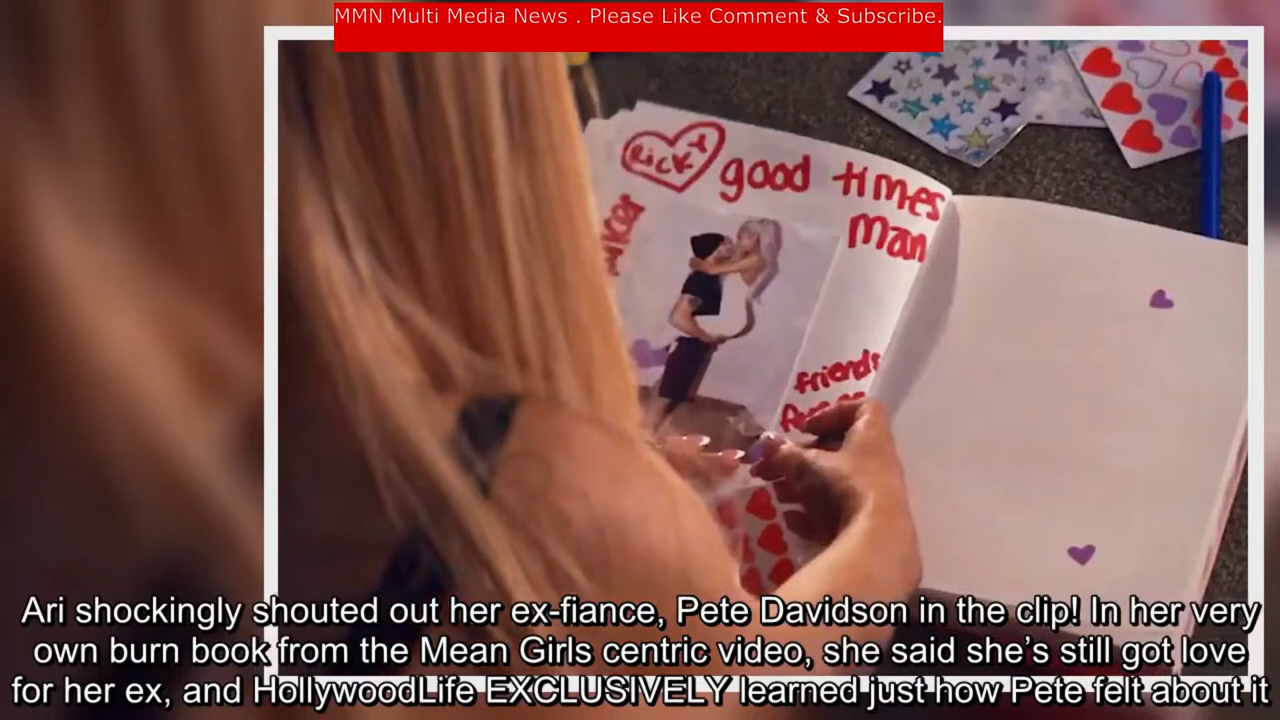 MMN Multi Media News . Please Like Comment & Subscribe.
Ricky
good times
man
friends
Ari shockingly shouted out her ex-fiance, Pete Davidson in the clip! In her very
own burn book from the Mean Girls centric video, she said she’s still got love
for her ex, and HollywoodLife EXCLUSIVELY learned just how Pete felt about it